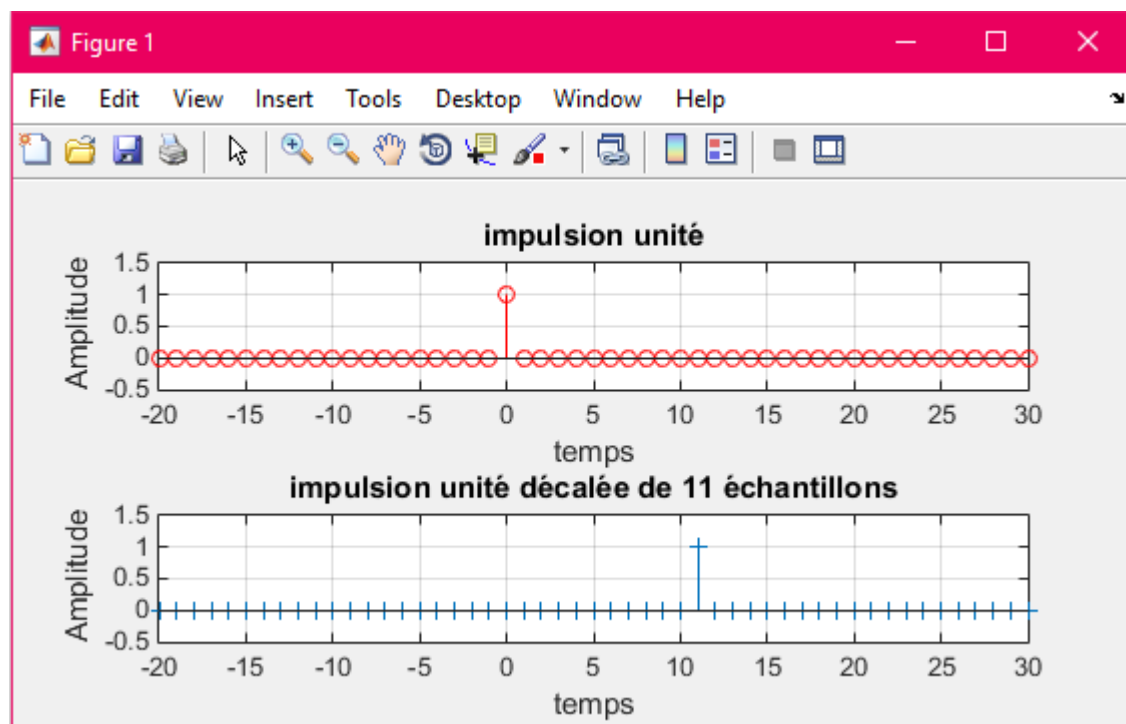 Figure 1
File Edit View Insert Tools Desktop Window Help
impulsion unité
Amplitude
1.5
1
0.5
0
-0.5
-20 -15 -10 -5 0 5 10 15 20 25 30
temps
impulsion unité décalée de 11 échantillons
Amplitude
1.5
1
0.5
0
-0.5
-20 -15 -10 -5 0 5 10 15 20 25 30
temps